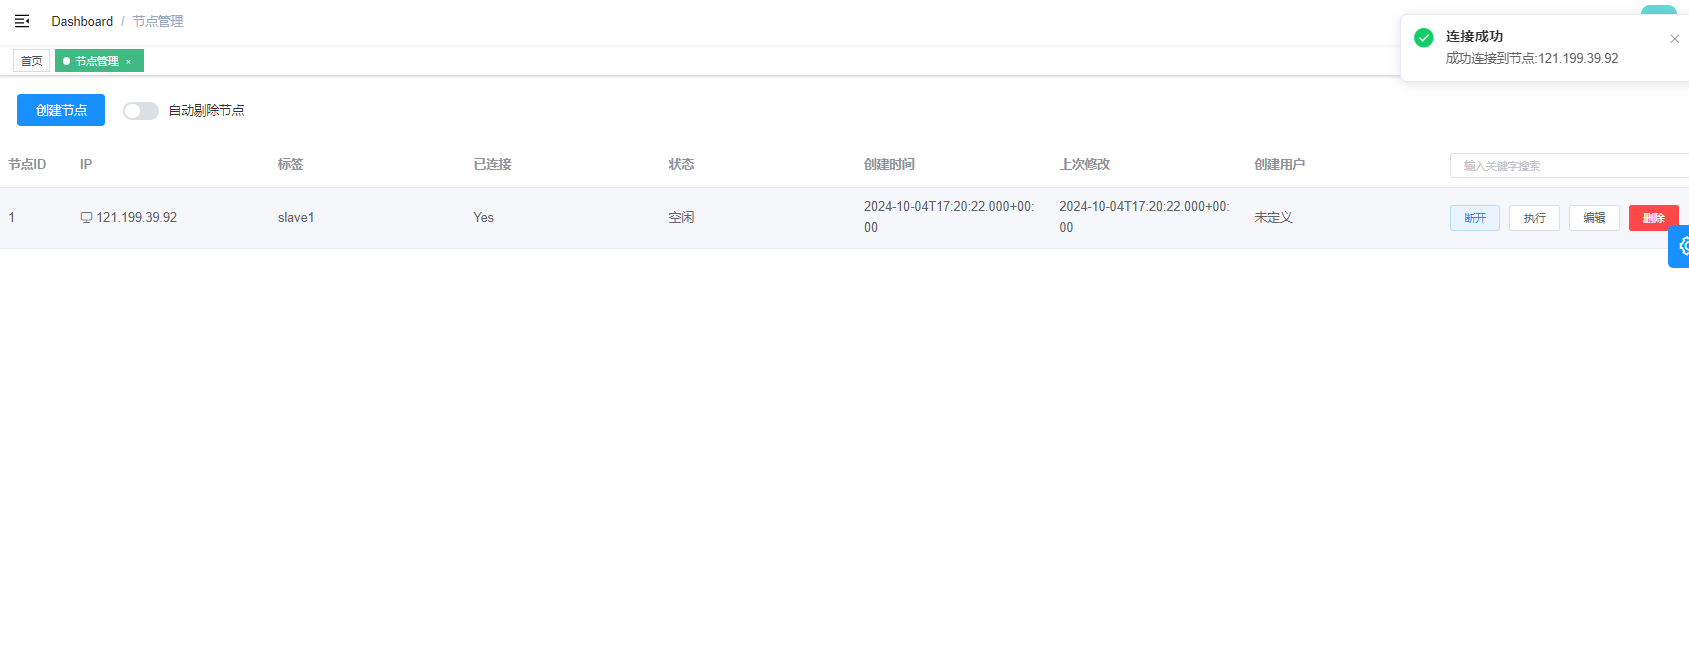 Dashboard / 节点管理
连接成功
成功连接到节点:121.199.39.92
首页
节点管理 ×
创建节点
自动剔除节点
节点ID IP 标签 已连接 状态 创建时间 上次修改 创建用户 输入关键字搜索
1 121.199.39.92 slave1 Yes 空闲 2024-10-04T17:20:22.000+00:00 2024-10-04T17:20:22.000+00:00 未定义 断开 执行 编辑 删除